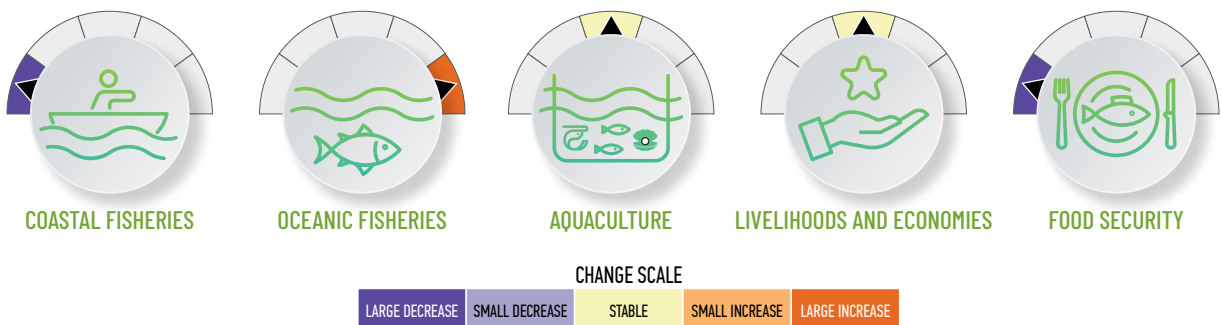 COASTAL FISHERIES
OCEANIC FISHERIES
AQUACULTURE
LIVELIHOODS AND ECONOMIES
FOOD SECURITY
CHANGE SCALE
LARGE DECREASE
SMALL DECREASE
STABLE
SMALL INCREASE
LARGE INCREASE